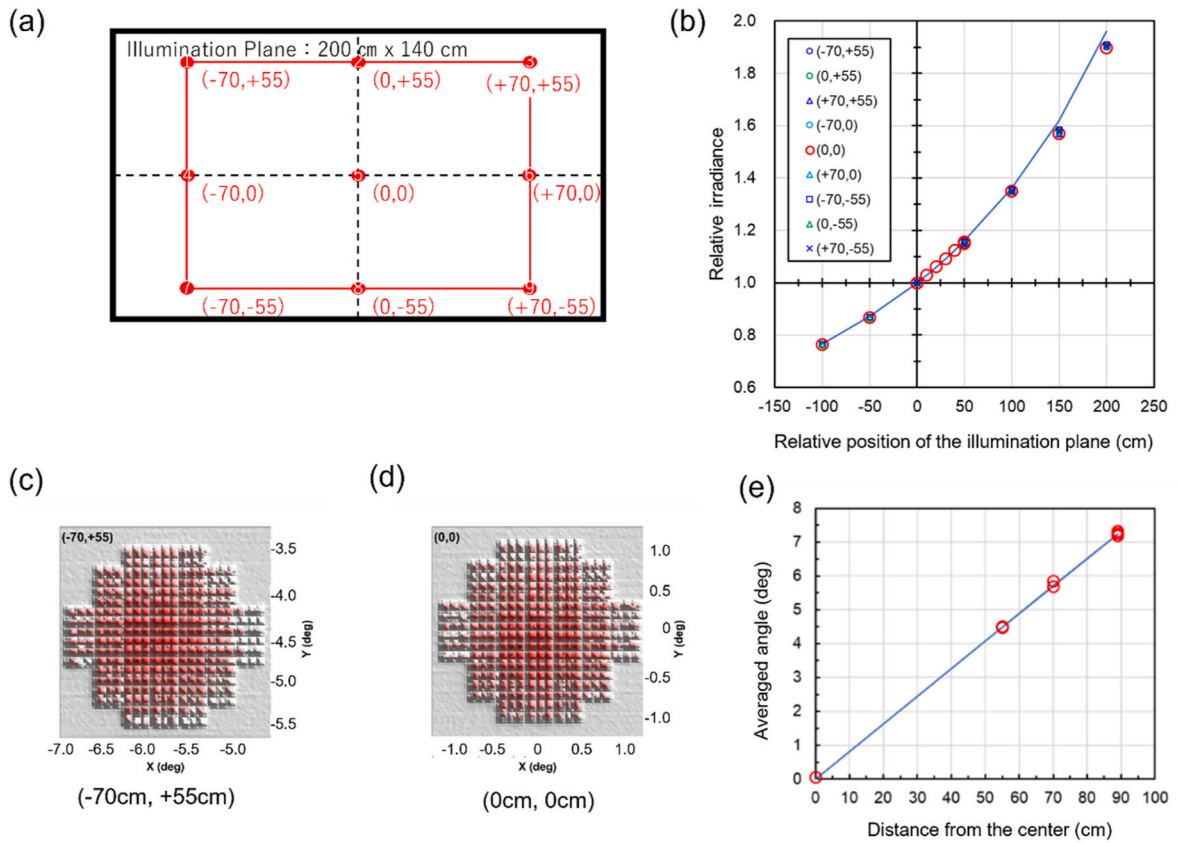 (a)
Illumination Plane：200 ㎝ x 140 cm
1
2
3
(-70,+55)
(0,+55)
(+70,+55)
4
5
6
(-70,0)
(0,0)
(+70,0)
7
8
9
(-70,-55)
(0,-55)
(+70,-55)
(b)
2.0
1.8
1.6
1.4
1.2
1.0
0.8
0.6
Relative irradiance
(-70,+55)
(0,+55)
(+70,+55)
(-70,0)
(0,0)
(+70,0)
(-70,-55)
(0,-55)
(+70,-55)
-150 -100 -50 0 50 100 150 200 250
Relative position of the illumination plane (cm)
(c)
(-70,+55)
-3.5
-4.0
-4.5
-5.0
-5.5
Y (deg)
-7.0 -6.5 -6.0 -5.5 -5.0
X (deg)
(-70cm, +55cm)
(d)
(0,0)
1.0
0.5
0
-0.5
-1.0
Y (deg)
-1.0 -0.5 0 0.5 1.0
X (deg)
(0cm, 0cm)
(e)
8
7
6
5
4
3
2
1
0
Averaged angle (deg)
0 10 20 30 40 50 60 70 80 90 100
Distance from the center (cm)